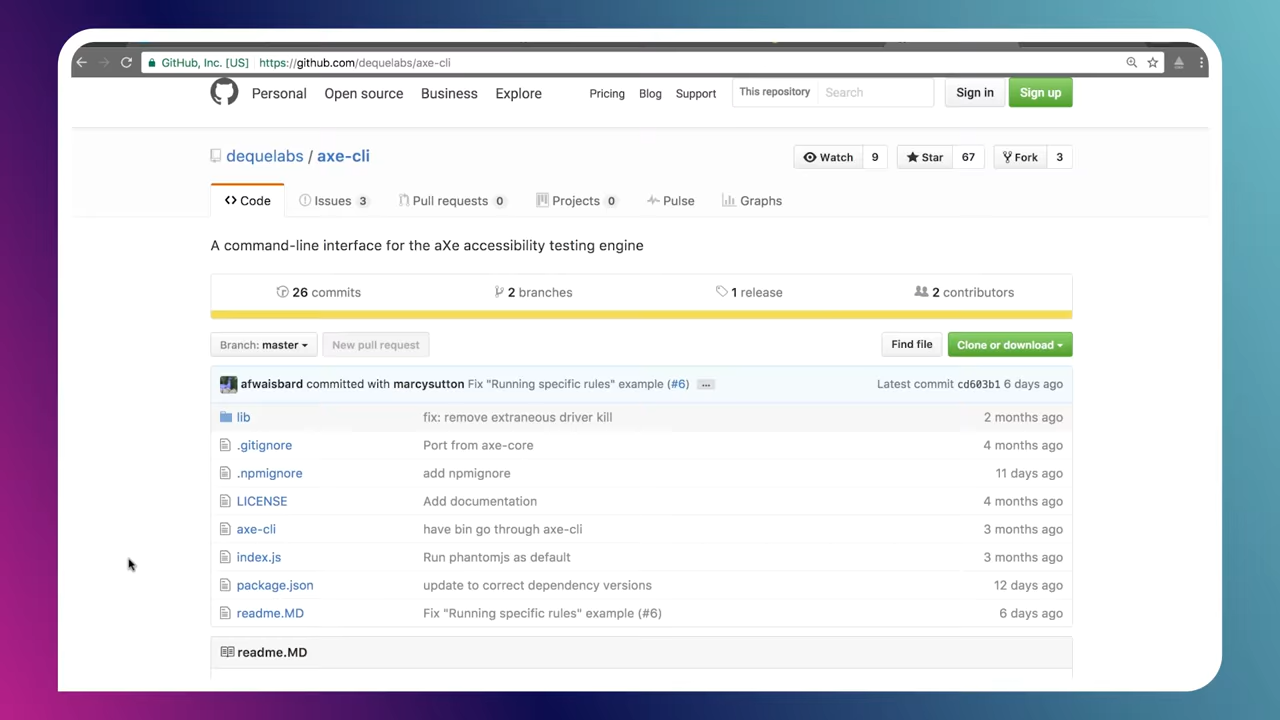 GitHub, Inc. [US] https://github.com/dequelabs/axe-cli
Personal Open source Business Explore Pricing Blog Support This repository Search Sign in Sign up
dequelabs / axe-cli Watch 9 Star 67 Fork 3
Code Issues 3 Pull requests 0 Projects 0 Pulse Graphs
A command-line interface for the aXe accessibility testing engine
26 commits 2 branches 1 release 2 contributors
Branch: master New pull request Find file Clone or download
afwaisbard committed with marcysutton Fix "Running specific rules" example (#6) ... Latest commit cd603b1 6 days ago
lib fix: remove extraneous driver kill 2 months ago
.gitignore Port from axe-core 4 months ago
.npmignore add npmignore 11 days ago
LICENSE Add documentation 4 months ago
axe-cli have bin go through axe-cli 3 months ago
index.js Run phantomjs as default 3 months ago
package.json update to correct dependency versions 12 days ago
readme.MD Fix "Running specific rules" example (#6) 6 days ago
readme.MD